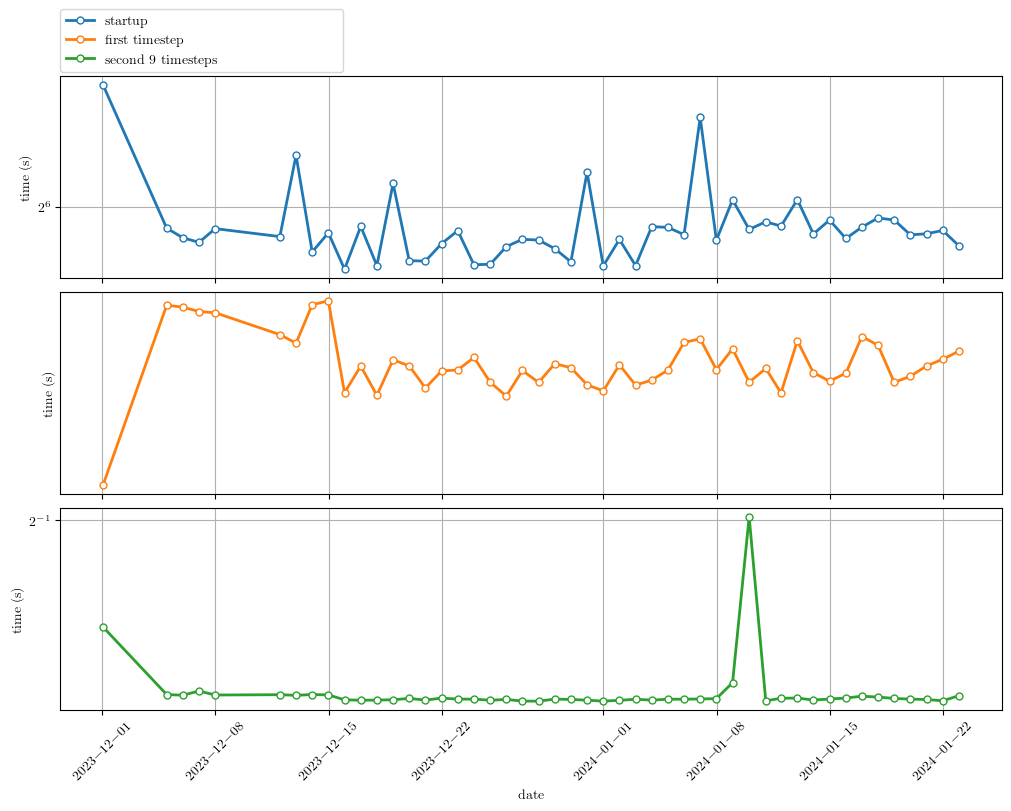 startup
first timestep
second 9 timesteps
time (s)
2⁶
time (s)
2⁻¹
time (s)
2023−12−01
2023−12−08
2023−12−15
2023−12−22
2024−01−01
2024−01−08
2024−01−15
2024−01−22
date